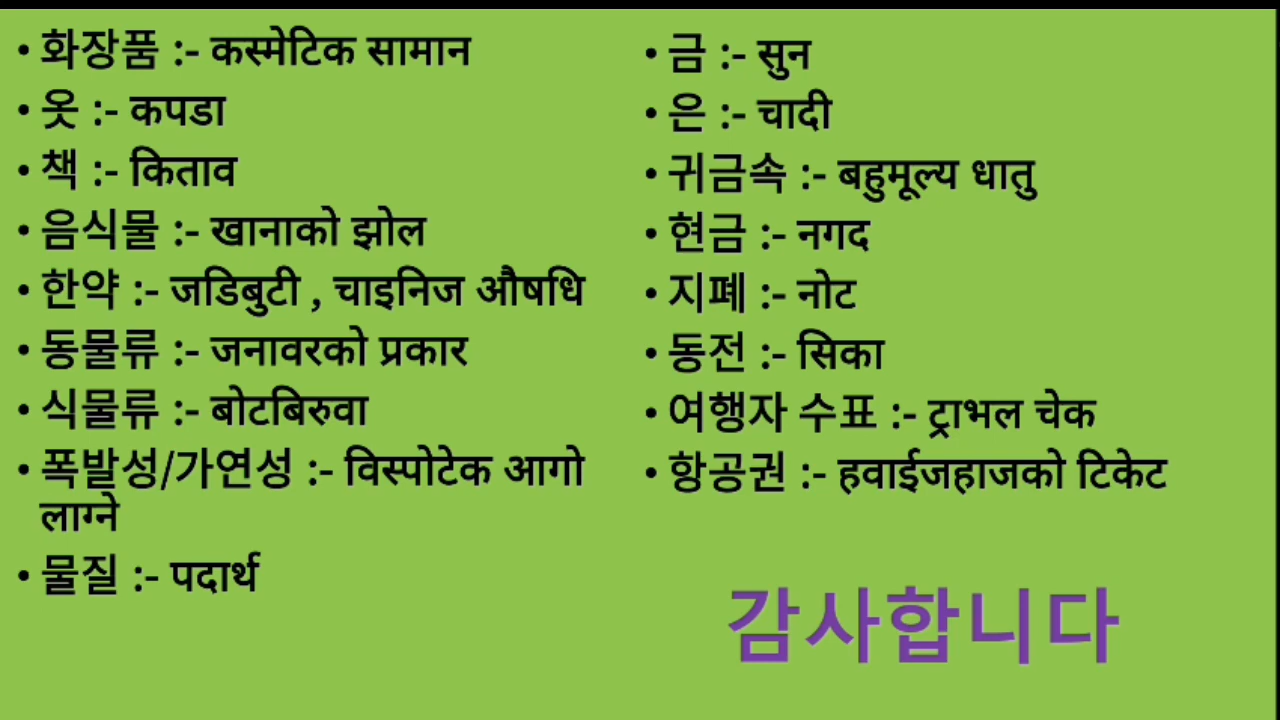 • 화장품 :- कस्मेटिक सामान
• 옷 :- कपडा
• 책 :- किताव
• 음식물 :- खानाको झोल
• 한약 :- जडिबुटी , चाइनिज औषधि
• 동물류 :- जनावरको प्रकार
• 식물류 :- बोटबिरुवा
• 폭발성/가연성 :- विस्पोटेक आगो
लाग्ने
• 물질 :- पदार्थ
• 금 :- सुन
• 은 :- चादी
• 귀금속 :- बहुमूल्य धातु
• 현금 :- नगद
• 지폐 :- नोट
• 동전 :- सिका
• 여행자 수표 :- ट्राभल चेक
• 항공권 :- हवाईजहाजको टिकेट
감사합니다